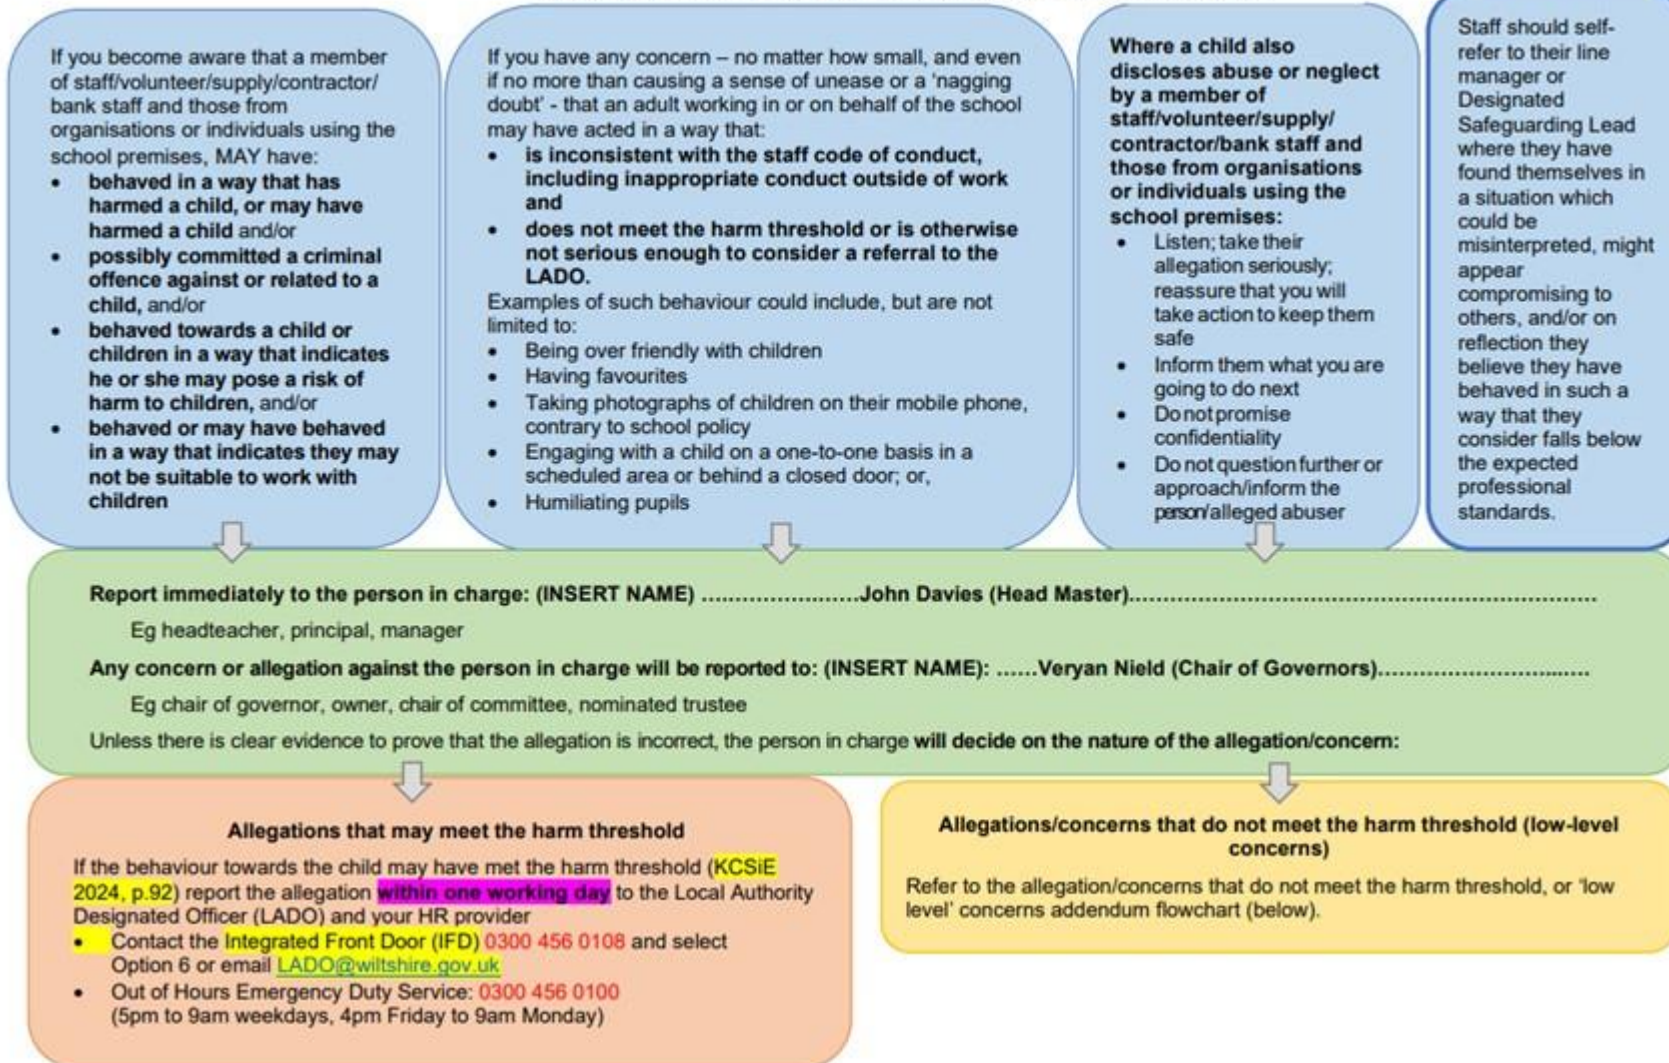 If you become aware that a member
of staff/volunteer/supply/contractor/
bank staff and those from
organisations or individuals using the
school premises, MAY have:
• behaved in a way that has
harmed a child, or may have
harmed a child and/or
• possibly committed a criminal
offence against or related to a
child, and/or
• behaved towards a child or
children in a way that indicates
he or she may pose a risk of
harm to children, and/or
• behaved or may have behaved
in a way that indicates they may
not be suitable to work with
children
If you have any concern – no matter how small, and even
if no more than causing a sense of unease or a 'nagging
doubt' - that an adult working in or on behalf of the school
may have acted in a way that:
• is inconsistent with the staff code of conduct,
including inappropriate conduct outside of work
and
• does not meet the harm threshold or is otherwise
not serious enough to consider a referral to the
LADO.
Examples of such behaviour could include, but are not
limited to:
• Being over friendly with children
• Having favourites
• Taking photographs of children on their mobile phone,
contrary to school policy
• Engaging with a child on a one-to-one basis in a
scheduled area or behind a closed door; or,
• Humiliating pupils
Where a child also
discloses abuse or neglect
by a member of
staff/volunteer/supply/
contractor/bank staff and
those from organisations
or individuals using the
school premises:
• Listen; take their
allegation seriously;
reassure that you will
take action to keep them
safe
• Inform them what you are
going to do next
• Do not promise
confidentiality
• Do not question further or
approach/inform the
person/alleged abuser
Staff should self-
refer to their line
manager or
Designated
Safeguarding Lead
where they have
found themselves in
a situation which
could be
misinterpreted, might
appear
compromising to
others, and/or on
reflection they
believe they have
behaved in such a
way that they
consider falls below
the expected
professional
standards.
Report immediately to the person in charge: (INSERT NAME) ........................John Davies (Head Master)...............................................................................
Eg headteacher, principal, manager
Any concern or allegation against the person in charge will be reported to: (INSERT NAME): ......Veryan Nield (Chair of Governors)....................................
Eg chair of governor, owner, chair of committee, nominated trustee
Unless there is clear evidence to prove that the allegation is incorrect, the person in charge will decide on the nature of the allegation/concern:
Allegations that may meet the harm threshold
If the behaviour towards the child may have met the harm threshold (KCSiE
2024, p.92) report the allegation within one working day to the Local Authority
Designated Officer (LADO) and your HR provider
• Contact the Integrated Front Door (IFD) 0300 456 0108 and select
Option 6 or email LADO@wiltshire.gov.uk
• Out of Hours Emergency Duty Service: 0300 456 0100
(5pm to 9am weekdays, 4pm Friday to 9am Monday)
Allegations/concerns that do not meet the harm threshold (low-level
concerns)
Refer to the allegation/concerns that do not meet the harm threshold, or 'low
level' concerns addendum flowchart (below).